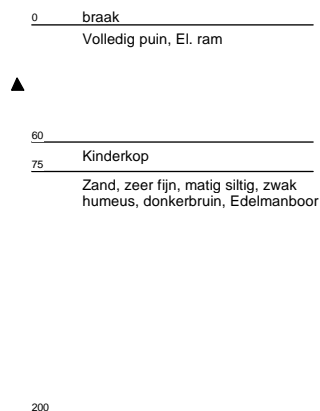 0 braak
Volledig puin, El. ram
60
Kinderkop
75
Zand, zeer fijn, matig siltig, zwak
humeus, donkerbruin, Edelmanboor
200